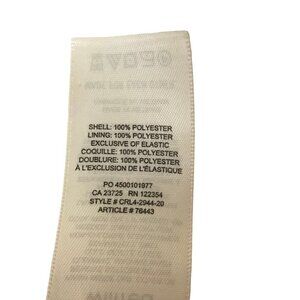 SHELL: 100% POLYESTER
LINING: 100% POLYESTER
EXCLUSIVE OF ELASTIC
COQUILLE: 100% POLYESTER
DOUBLURE: 100% POLYESTER
À L'EXCLUSION DE L'ÉLASTIQUE
PO 4500101977
CA 23725 RN 122354
STYLE # CRL4-2944-20
ARTICLE # 76443